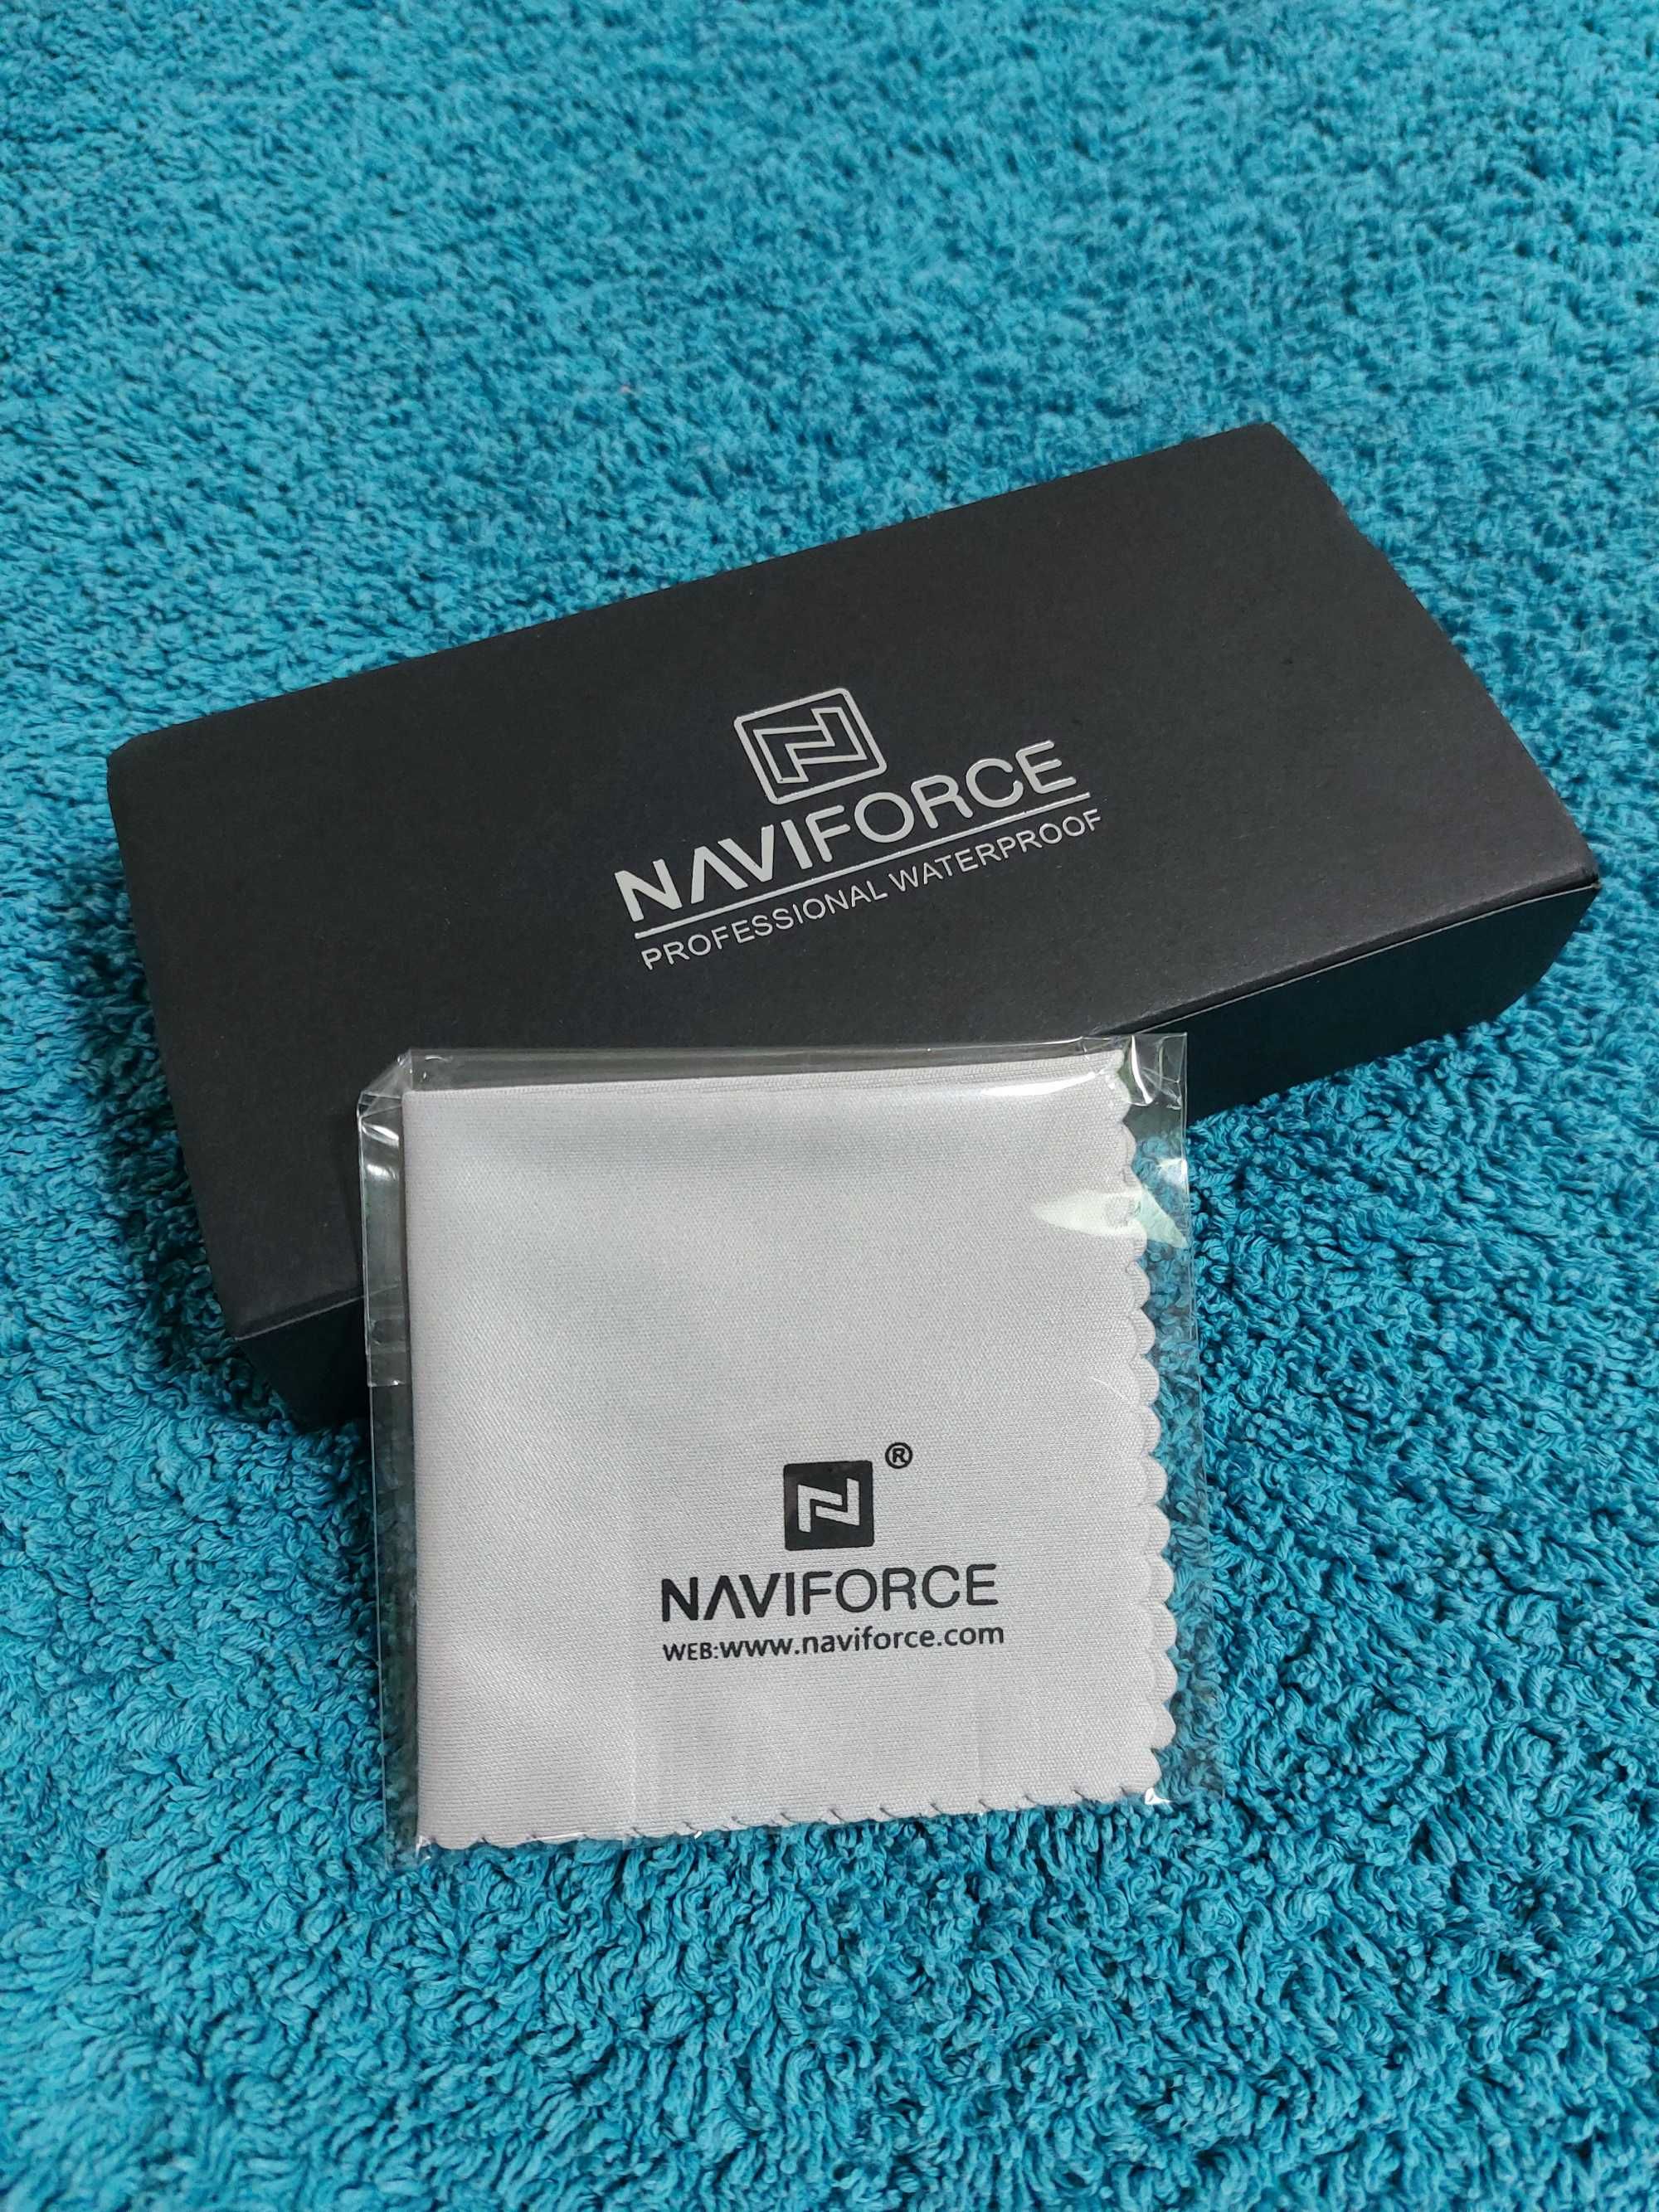 NAVIFORCE
PROFESSIONAL WATERPROOF
®
NAVIFORCE
WEB:www.naviforce.com